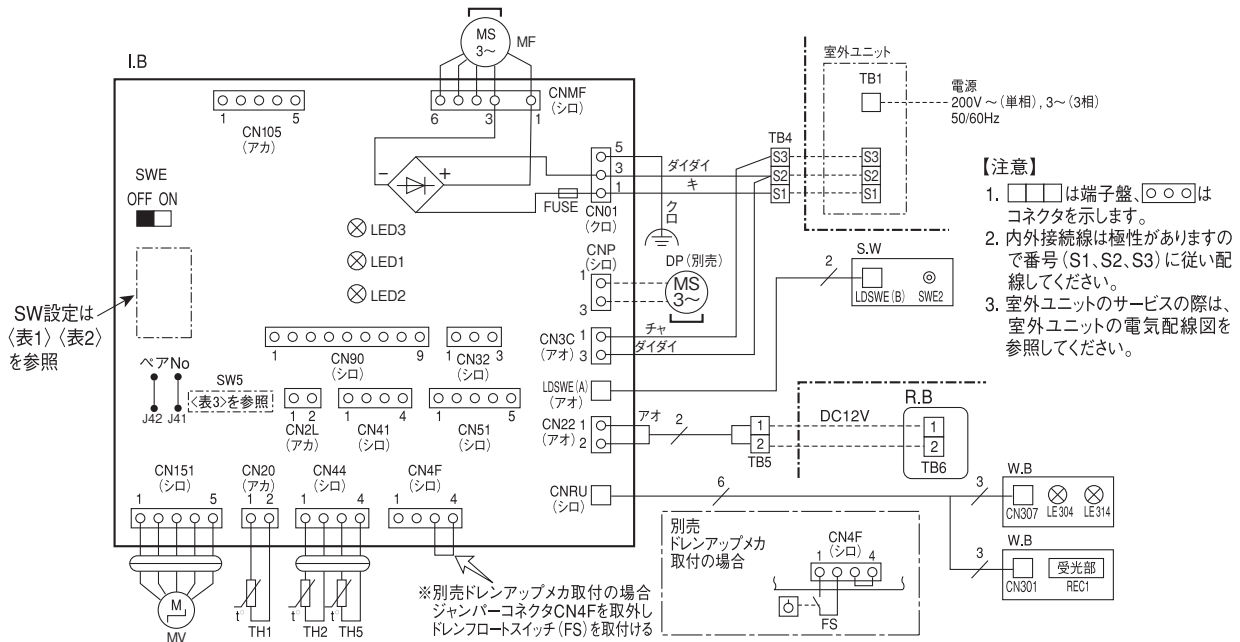 I.B
MS
3～
MF
6
3
1
CNMF
(シロ)
1
5
CN105
(アカ)
SWE
OFF ON
－
＋
FUSE
5
3
1
CN01
(クロ)
ダイダイ
キ
クロ
LED3
LED1
LED2
CNP
(シロ)
1
3
DP(別売)
MS
3～
SW設定は
〈表1〉〈表2〉
を参照
CN3C
(アオ)
1
3
チャ
ダイダイ
1
9
CN90
(シロ)
1
3
CN32
(シロ)
ペアNo
J42 J41
SW5
〈表3〉を参照
1 2
CN2L
(アカ)
1
4
CN41
(シロ)
1
5
CN51
(シロ)
LDSWE(A)
(アオ)
CN22
(アオ)
1
2
アオ
2
1
2
TB5
DC12V
R.B
1
2
TB6
CNRU
(シロ)
6
CN151
(シロ)
1
5
CN20
(アカ)
1 2
CN44
(シロ)
1
4
CN4F
(シロ)
1
4
M
MV
t°
TH1
t°
TH2
t°
TH5
※別売ドレンアップメカ取付の場合
ジャンパーコネクタCN4Fを取外し
ドレンフロートスイッチ(FS)を取付ける
別売
ドレンアップメカ
取付の場合
CN4F
(シロ)
1
4
FS
3
W.B
CN307
LE304
LE314
3
W.B
CN301
受光部
REC1
2
S.W
LDSWE(B)
SWE2
TB4
S3
S2
S1
室外ユニット
TB1
S3
S2
S1
電源
200V～(単相),3～(3相)
50/60Hz
【注意】
1. は端子盤、 は
コネクタを示します。
2. 内外接続線は極性がありますの
で番号(S1、S2、S3)に従い配
線してください。
3. 室外ユニットのサービスの際は、
室外ユニットの電気配線図を
参照してください。